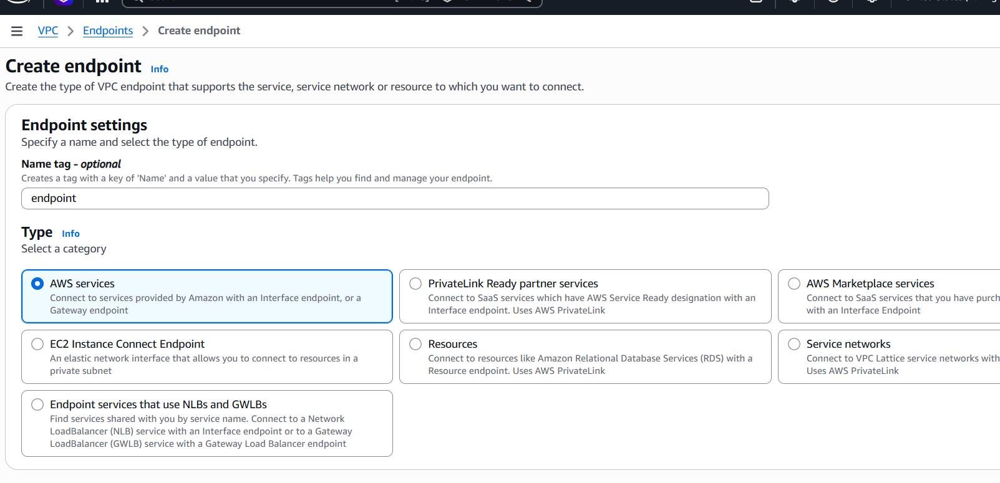 VPC > Endpoints > Create endpoint
Create endpoint Info
Create the type of VPC endpoint that supports the service, service network or resource to which you want to connect.
Endpoint settings
Specify a name and select the type of endpoint.
Name tag - optional
Creates a tag with a key of 'Name' and a value that you specify. Tags help you find and manage your endpoint.
endpoint
Type Info
Select a category
AWS services
Connect to services provided by Amazon with an Interface endpoint, or a
Gateway endpoint
PrivateLink Ready partner services
Connect to SaaS services which have AWS Service Ready designation with an
Interface endpoint. Uses AWS PrivateLink
AWS Marketplace services
Connect to SaaS services that you have purch
with an Interface Endpoint
EC2 Instance Connect Endpoint
An elastic network interface that allows you to connect to resources in a
private subnet
Resources
Connect to resources like Amazon Relational Database Services (RDS) with a
Resource endpoint. Uses AWS PrivateLink
Service networks
Connect to VPC Lattice service networks with
Uses AWS PrivateLink
Endpoint services that use NLBs and GWLBs
Find services shared with you by service name. Connect to a Network
LoadBalancer (NLB) service with an Interface endpoint or to a Gateway
LoadBalancer (GWLB) service with a Gateway Load Balancer endpoint